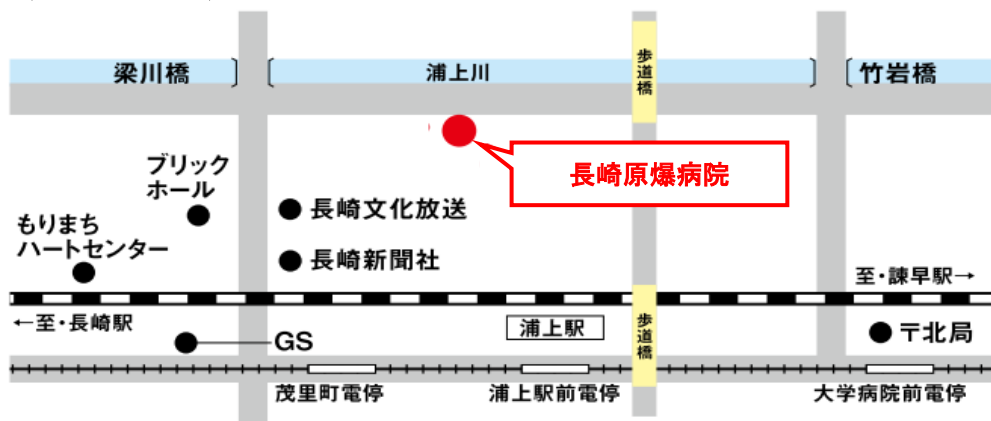 梁川橋
浦上川
歩道橋
竹岩橋
長崎原爆病院
ブリック
ホール
長崎文化放送
もりまち
ハートセンター
長崎新聞社
至・諫早駅→
←至・長崎駅
GS
浦上駅
歩道橋
〒北局
茂里町電停
浦上駅前電停
大学病院前電停